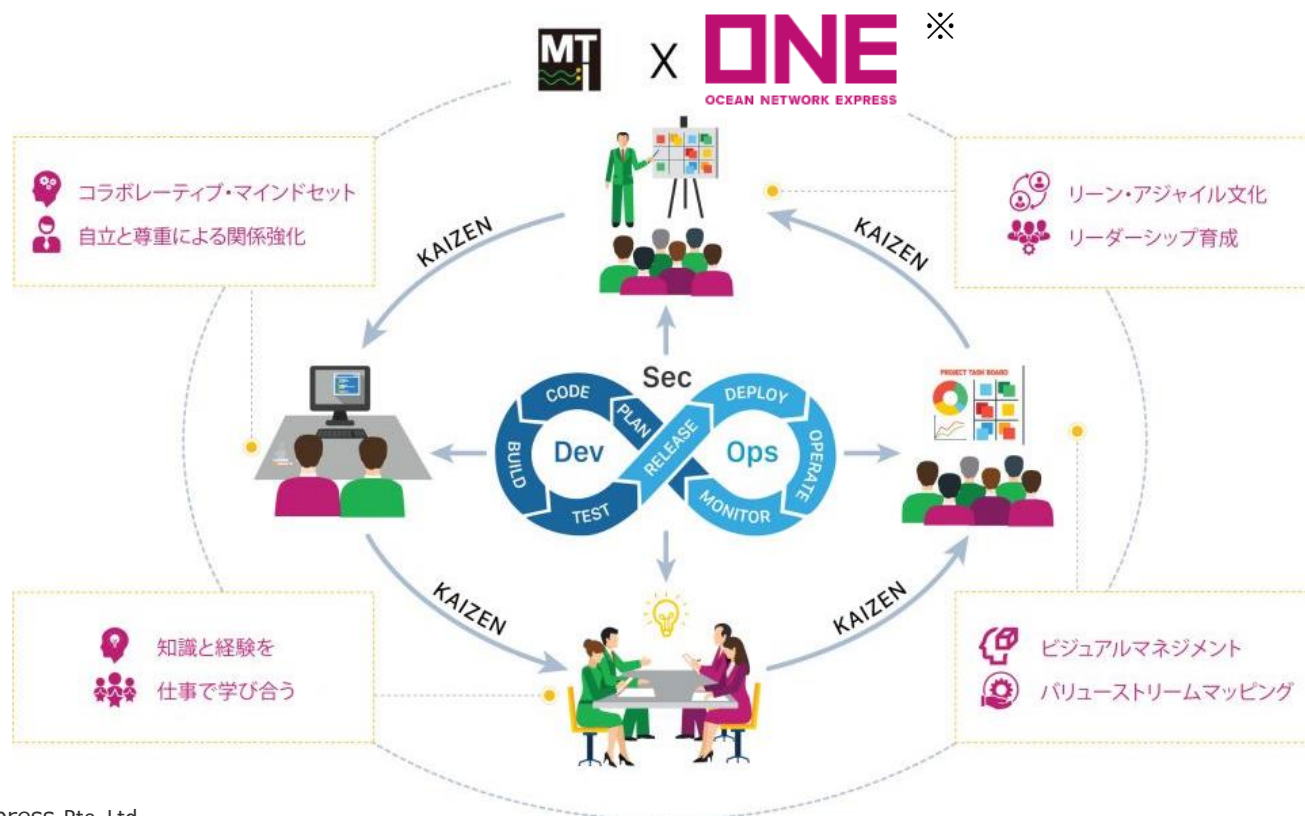 MTI X ONE ※
OCEAN NETWORK EXPRESS
コラボレーティブ・マインドセット
自立と尊重による関係強化
リーン・アジャイル文化
リーダーシップ育成
KAIZEN
KAIZEN
PROJECT TASK BOARD
Sec
CODE
PLAN
DEPLOY
BUILD
Dev
RELEASE
Ops
OPERATE
TEST
MONITOR
KAIZEN
KAIZEN
知識と経験を
仕事で学び合う
ビジュアルマネジメント
バリューストリームマッピング
press Pte. Ltd.